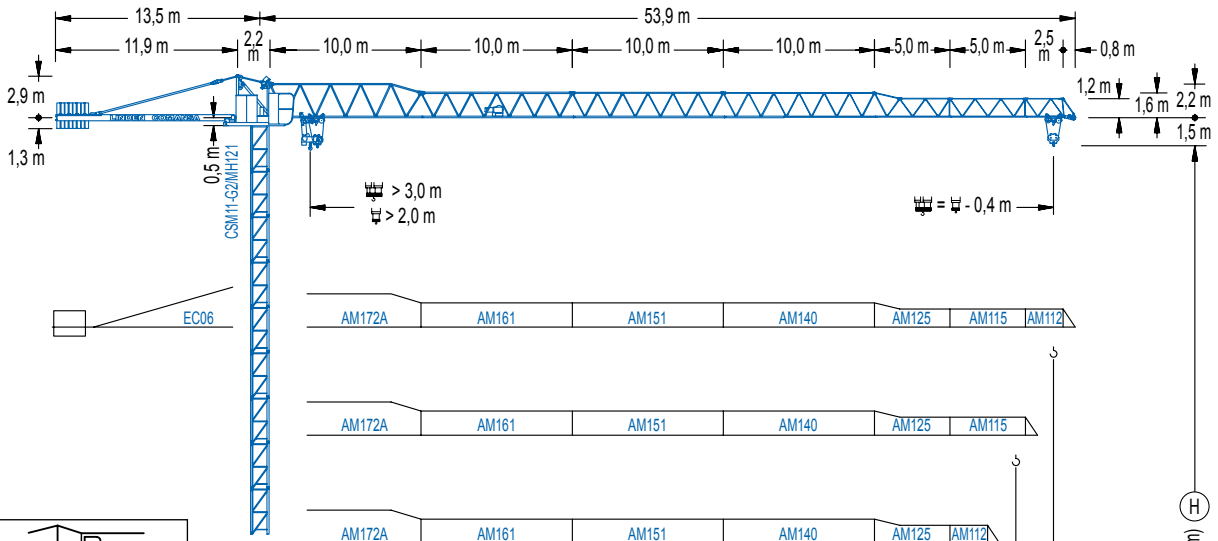 13,5 m 53,9 m
11,9 m 2,2 m 10,0 m 10,0 m 10,0 m 10,0 m 5,0 m 5,0 m 2,5 m 0,8 m
2,9 m
1,2 m 1,6 m 2,2 m
LINDEN COMANSA
1,3 m
0,5 m
1,5 m
CSM11-G2/MH121
> 3,0 m
> 2,0 m
= - 0,4 m
EC06 AM172A AM161 AM151 AM140 AM125 AM115 AM112
AM172A AM161 AM151 AM140 AM125 AM115
H
AM172A AM161 AM151 AM140 AM125 AM112